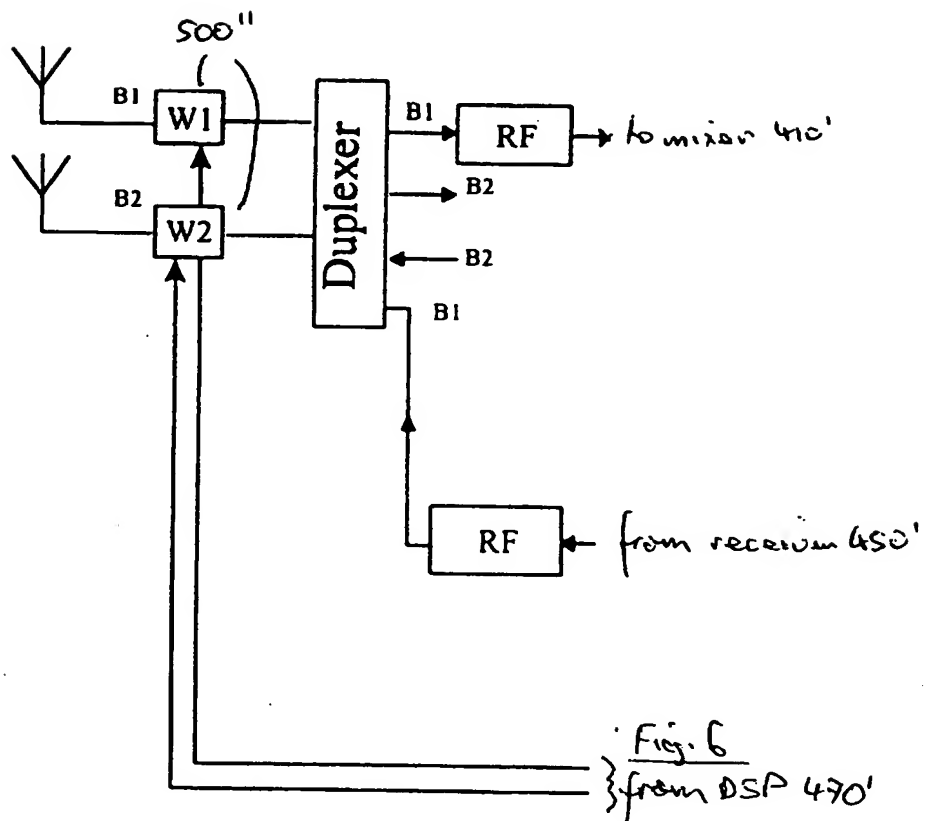 500"
B1
W1
B1
RF
to mixer 410'
B2
W2
Duplexer
B2
B2
B1
RF
from receiver 450'
Fig. 6
from DSP 470'